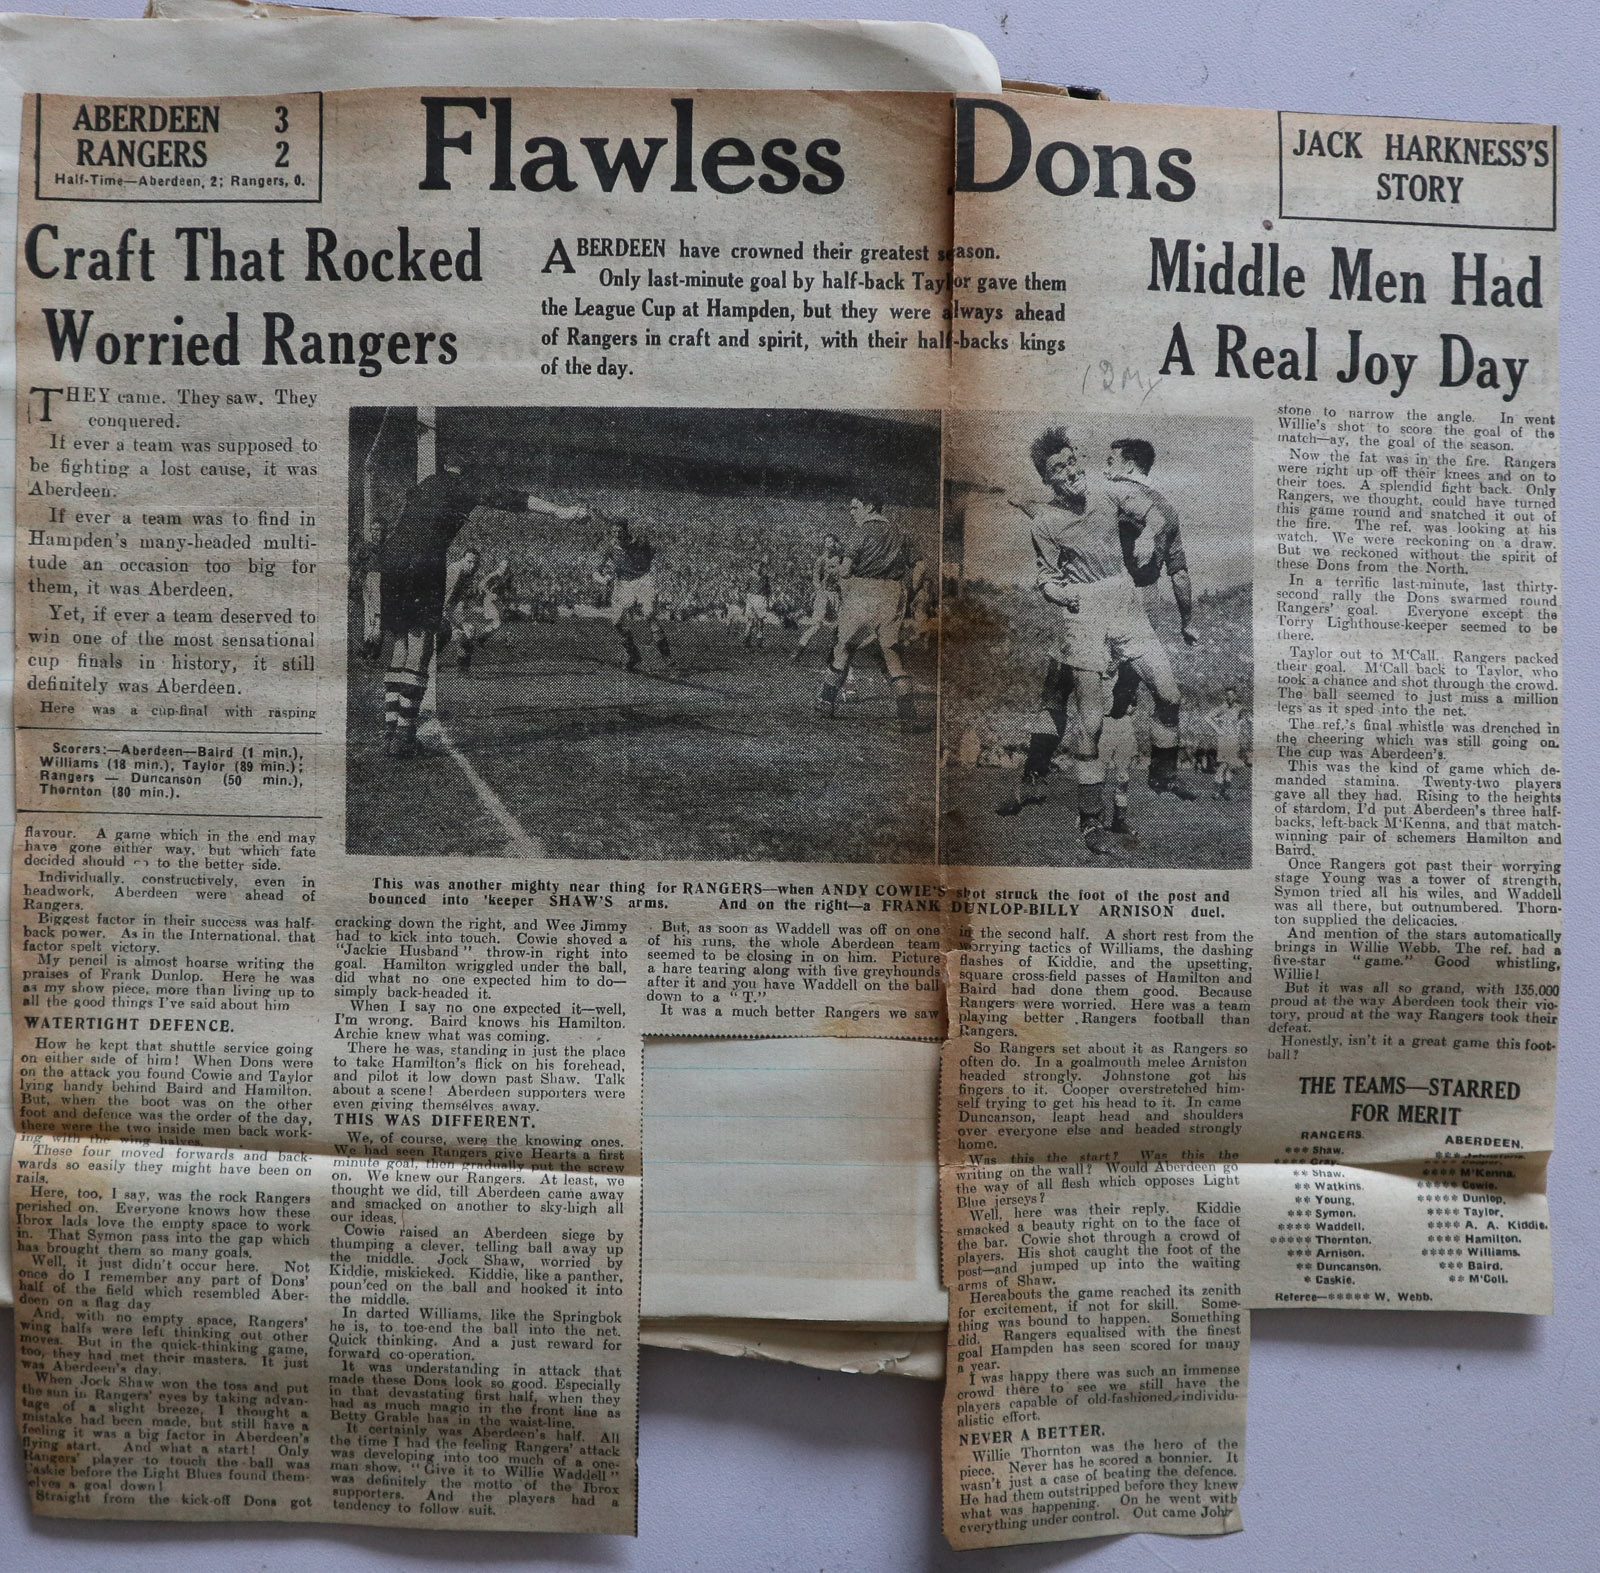 ABERDEEN 3
RANGERS 2
Half-Time—Aberdeen, 2; Rangers, 0.
Flawless Dons
JACK HARKNESS'S
STORY
Craft That Rocked
Worried Rangers
ABERDEEN have crowned their greatest season.
Only last-minute goal by half-back Taylor gave them
the League Cup at Hampden, but they were always ahead
of Rangers in craft and spirit, with their half-backs kings
of the day.
Middle Men Had
A Real Joy Day
THEY came. They saw. They
conquered.
If ever a team was supposed to
be fighting a lost cause, it was
Aberdeen.
If ever a team was to find in
Hampden's many-headed multi-
tude an occasion too big for
them, it was Aberdeen.
Yet, if ever a team deserved to
win one of the most sensational
cup finals in history, it still
definitely was Aberdeen.
Here was a cup-final with rasping
Scorers:—Aberdeen—Baird (1 min.),
Williams (18 min.), Taylor (89 min.);
Rangers — Duncanson (50 min.),
Thornton (80 min.).
flavour. A game which in the end may
have gone either way, but which fate
decided should to the better side.
Individually, constructively, even in
headwork, Aberdeen were ahead of
Rangers.
Biggest factor in their success was half-
back power. As in the International, that
factor spelt victory.
My pencil is almost hoarse writing the
praises of Frank Dunlop. Here he was
as my show piece, more than living up to
all the good things I've said about him
WATERTIGHT DEFENCE.
How he kept that shuttle service going
on either side of him! When Dons were
on the attack you found Cowie and Taylor
lying handy behind Baird and Hamilton.
But, when the boot was on the other
foot and defence was the order of the day,
there were the two inside men back work-
ing with the wing halves.
These four moved forwards and back-
wards so easily they might have been on
rails.
Here, too, I say, was the rock Rangers
perished on. Everyone knows how these
Ibrox lads love the empty space to work
in. That Symon pass into the gap which
has brought them so many goals.
Well, it just didn't occur here. Not
once do I remember any part of Dons'
half of the field which resembled Aber-
deen on a flag day
And, with no empty space, Rangers'
wing halfs were left thinking out other
moves. But in the quick-thinking game,
too, they had met their masters. It just
was Aberdeen's day.
When Jock Shaw won the toss and put
the sun in Rangers' eyes by taking advan-
tage of a slight breeze, I thought a
mistake had been made, but still have a
feeling it was a big factor in Aberdeen's
flying start. And what a start! Only
Rangers' player to touch the ball was
Caskie before the Light Blues found them-
selves a goal down!
Straight from the kick-off Dons got
This was another mighty near thing for RANGERS—when ANDY COWIE'S shot struck the foot of the post and
bounced into 'keeper SHAW'S arms. And on the right—a FRANK DUNLOP-BILLY ARNISON duel.
cracking down the right, and Wee Jimmy
had to kick into touch. Cowie shoved a
"Jackie Husband" throw-in right into
goal. Hamilton wriggled under the ball,
did what no one expected him to do—
simply back-headed it.
When I say no one expected it—well,
I'm wrong. Baird knows his Hamilton.
Archie knew what was coming.
There he was, standing in just the place
to take Hamilton's flick on his forehead,
and pilot it low down past Shaw. Talk
about a scene! Aberdeen supporters were
even giving themselves away.
THIS WAS DIFFERENT.
We, of course, were the knowing ones.
We had seen Rangers give Hearts a first
minute goal, then gradually put the screw
on. We knew our Rangers. At least, we
thought we did, till Aberdeen came away
and smacked on another to sky-high all
our ideas.
Cowie raised an Aberdeen siege by
thumping a clever, telling ball away up
the middle. Jock Shaw, worried by
Kiddie, miskicked. Kiddie, like a panther,
poun'ced on the ball and hooked it into
the middle.
In darted Williams, like the Springbok
he is, to toe-end the ball into the net.
Quick thinking. And a just reward for
forward co-operation.
It was understanding in attack that
made these Dons look so good. Especially
in that devastating first half, when they
had as much magic in the front line as
Betty Grable has in the waist-line.
It certainly was Aberdeen's half. All
the time I had the feeling Rangers' attack
was developing into too much of a one-
man show. "Give it to Willie Waddell"
was definitely the motto of the Ibrox
supporters. And the players had a
tendency to follow suit.
But, as soon as Waddell was off on one
of his runs, the whole Aberdeen team
seemed to be closing in on him. Picture
a hare tearing along with five greyhounds
after it and you have Waddell on the ball
down to a "T."
It was a much better Rangers we saw
in the second half. A short rest from the
worrying tactics of Williams, the dashing
flashes of Kiddie, and the upsetting,
square cross-field passes of Hamilton and
Baird had done them good. Because
Rangers were worried. Here was a team
playing better Rangers football than
Rangers.
So Rangers set about it as Rangers so
often do. In a goalmouth melee Arniston
headed strongly. Johnstone got his
fingers to it. Cooper overstretched him-
self trying to get his head to it. In came
Duncanson, leapt head and shoulders
over everyone else and headed strongly
home.
Was this the start? Was this the
writing on the wall? Would Aberdeen go
the way of all flesh which opposes Light
Blue jerseys?
Well, here was their reply. Kiddie
smacked a beauty right on to the face of
the bar. Cowie shot through a crowd of
players. His shot caught the foot of the
post—and jumped up into the waiting
arms of Shaw.
Hereabouts the game reached its zenith
for excitement, if not for skill. Some-
thing was bound to happen. Something
did. Rangers equalised with the finest
goal Hampden has seen scored for many
a year.
I was happy there was such an immense
crowd there to see we still have the
players capable of old-fashioned individu-
alistic effort.
NEVER A BETTER.
Willie Thornton was the hero of the
piece. Never has he scored a bonnier. It
wasn't just a case of beating the defence.
He had them outstripped before they knew
what was happening. On he went with
everything under control. Out came John-
stone to narrow the angle. In went
Willie's shot to score the goal of the
match—ay, the goal of the season.
Now the fat was in the fire. Rangers
were right up off their knees and on to
their toes. A splendid fight back. Only
Rangers, we thought, could have turned
this game round and snatched it out of
the fire. The ref. was looking at his
watch. We were reckoning on a draw.
But we reckoned without the spirit of
these Dons from the North.
In a terrific last-minute, last thirty-
second rally the Dons swarmed round
Rangers' goal. Everyone except the
Torry Lighthouse-keeper seemed to be
there.
Taylor out to M'Call. Rangers packed
their goal. M'Call back to Taylor, who
took a chance and shot through the crowd.
The ball seemed to just miss a million
legs as it sped into the net.
The ref.'s final whistle was drenched in
the cheering which was still going on.
The cup was Aberdeen's.
This was the kind of game which de-
manded stamina. Twenty-two players
gave all they had. Rising to the heights
of stardom, I'd put Aberdeen's three half-
backs, left-back M'Kenna, and that match-
winning pair of schemers Hamilton and
Baird.
Once Rangers got past their worrying
stage Young was a tower of strength,
Symon tried all his wiles, and Waddell
was all there, but outnumbered. Thorn-
ton supplied the delicacies.
And mention of the stars automatically
brings in Willie Webb. The ref. had a
five-star "game." Good whistling,
Willie!
But it was all so grand, with 135,000
proud at the way Aberdeen took their vic-
tory, proud at the way Rangers took their
defeat.
Honestly, isn't it a great game this foot-
ball?
THE TEAMS—STARRED
FOR MERIT
RANGERS. ABERDEEN.
*** Shaw. *** Johnstone.
**** Gray.
** Shaw. **** M'Kenna.
** Watkins. ***** Cowie.
** Young. ***** Dunlop.
*** Symon. **** Taylor.
**** Waddell. **** A. A. Kiddie.
***** Thornton. **** Hamilton.
*** Arnison. ***** Williams.
** Duncanson. *** Baird.
* Caskie. ** M'Coll.
Referee—***** W. Webb.